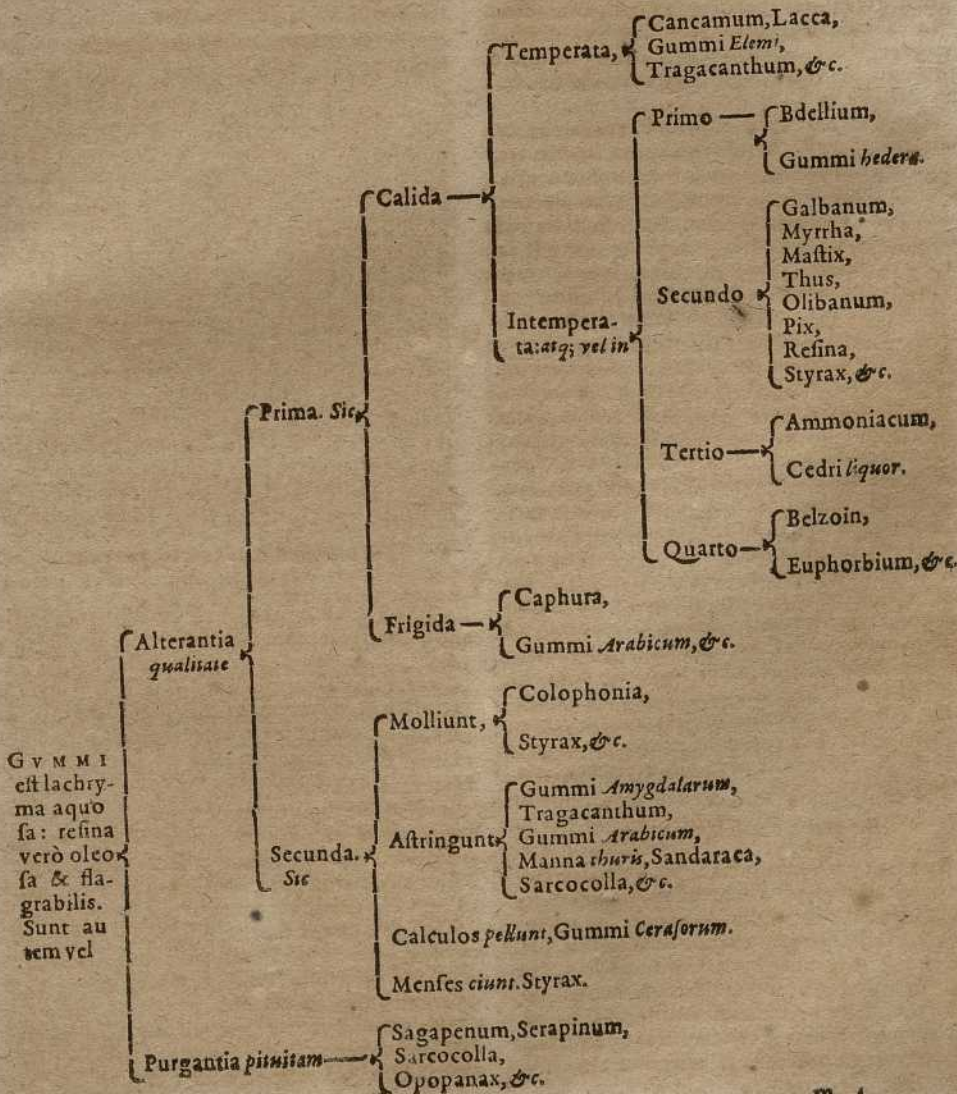 Cancamum, Lacca,
Temperata,
Gummi Elemi,
Tragacanthum, &c.
Primo
Bdellium,
Gummi hederæ.
Calida
Galbanum,
Myrrha,
Maſtix,
Thus,
Secundo
Olibanum,
Intempera-
ta: atq; vel in
Pix,
Reſina,
Styrax, &c.
Prima. Sic
Ammoniacum,
Tertio
Cedri liquor.
Belzoin,
Quarto
Euphorbium, &c.
Caphura,
Frigida
Gummi Arabicum, &c.
Alterantia
qualitate
Colophonia,
Molliunt,
Styrax, &c.
GVMMI
eſt lachry-
ma aquo
ſa: reſina
verò oleo
ſa & fla-
grabilis.
Sunt au
tem vel
Gummi Amygdalarum,
Tragacanthum,
Aſtringunt
Gummi Arabicum,
Manna thuris, Sandaraca,
Sarcocolla, &c.
Secunda.
Sic
Calculos pellunt, Gummi Ceraſorum.
Menſes ciunt. Styrax.
Sagapenum, Serapinum,
Purgantia pituitam
Sarcocolla,
Opopanax, &c.